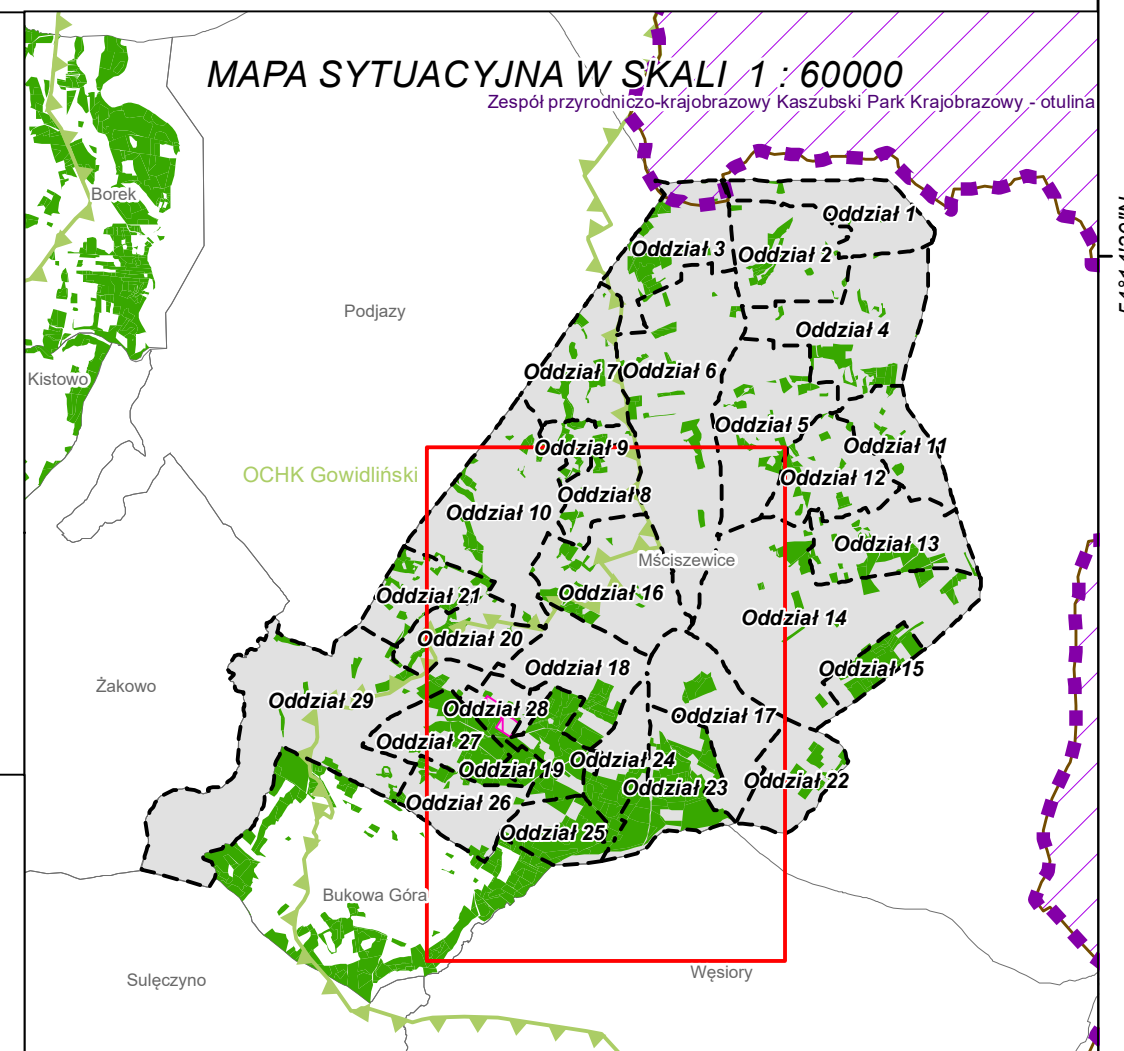 MAPA SYTUACYJNA W SKALI 1 : 60000
Zespół przyrodniczo-krajobrazowy Kaszubski Park Krajobrazowy - otulina
Borek
Oddział 1
Oddział 3
Oddział 2
Podjazy
Oddział 4
Kistowo
Oddział 7
Oddział 6
Oddział 5
Oddział 9
Oddział 11
OCHK Gowidliński
Oddział 12
Oddział 8
Oddział 10
Oddział 13
Mściszewice
Oddział 21
Oddział 16
Oddział 14
Oddział 20
Oddział 18
Oddział 15
Żakowo
Oddział 29
Oddział 28
Oddział 17
Oddział 27
Oddział 24
Oddział 19
Oddział 22
Oddział 23
Oddział 26
Oddział 25
Bukowa Góra
Sulęczyno
Węsiory